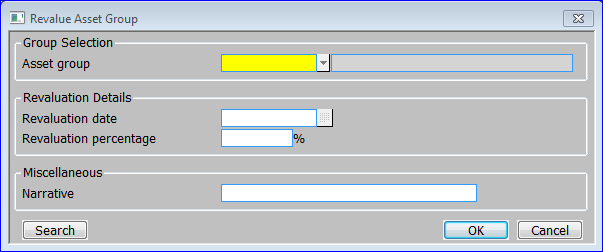 Revalue Asset Group
Group Selection
Asset group
Revaluation Details
Revaluation date
Revaluation percentage %
Miscellaneous
Narrative
Search OK Cancel